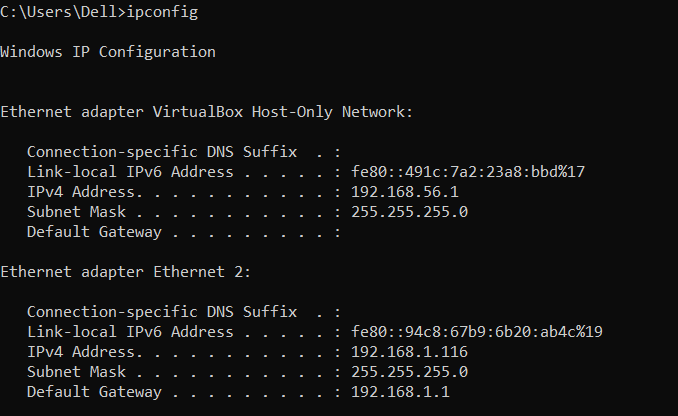 C:\Users\Dell>ipconfig
Windows IP Configuration
Ethernet adapter VirtualBox Host-Only Network:
Connection-specific DNS Suffix . :
Link-local IPv6 Address . . . . . : fe80::491c:7a2:23a8:bbd%17
IPv4 Address. . . . . . . . . . . : 192.168.56.1
Subnet Mask . . . . . . . . . . . : 255.255.255.0
Default Gateway . . . . . . . . . :
Ethernet adapter Ethernet 2:
Connection-specific DNS Suffix . :
Link-local IPv6 Address . . . . . : fe80::94c8:67b9:6b20:ab4c%19
IPv4 Address. . . . . . . . . . . : 192.168.1.116
Subnet Mask . . . . . . . . . . . : 255.255.255.0
Default Gateway . . . . . . . . . : 192.168.1.1